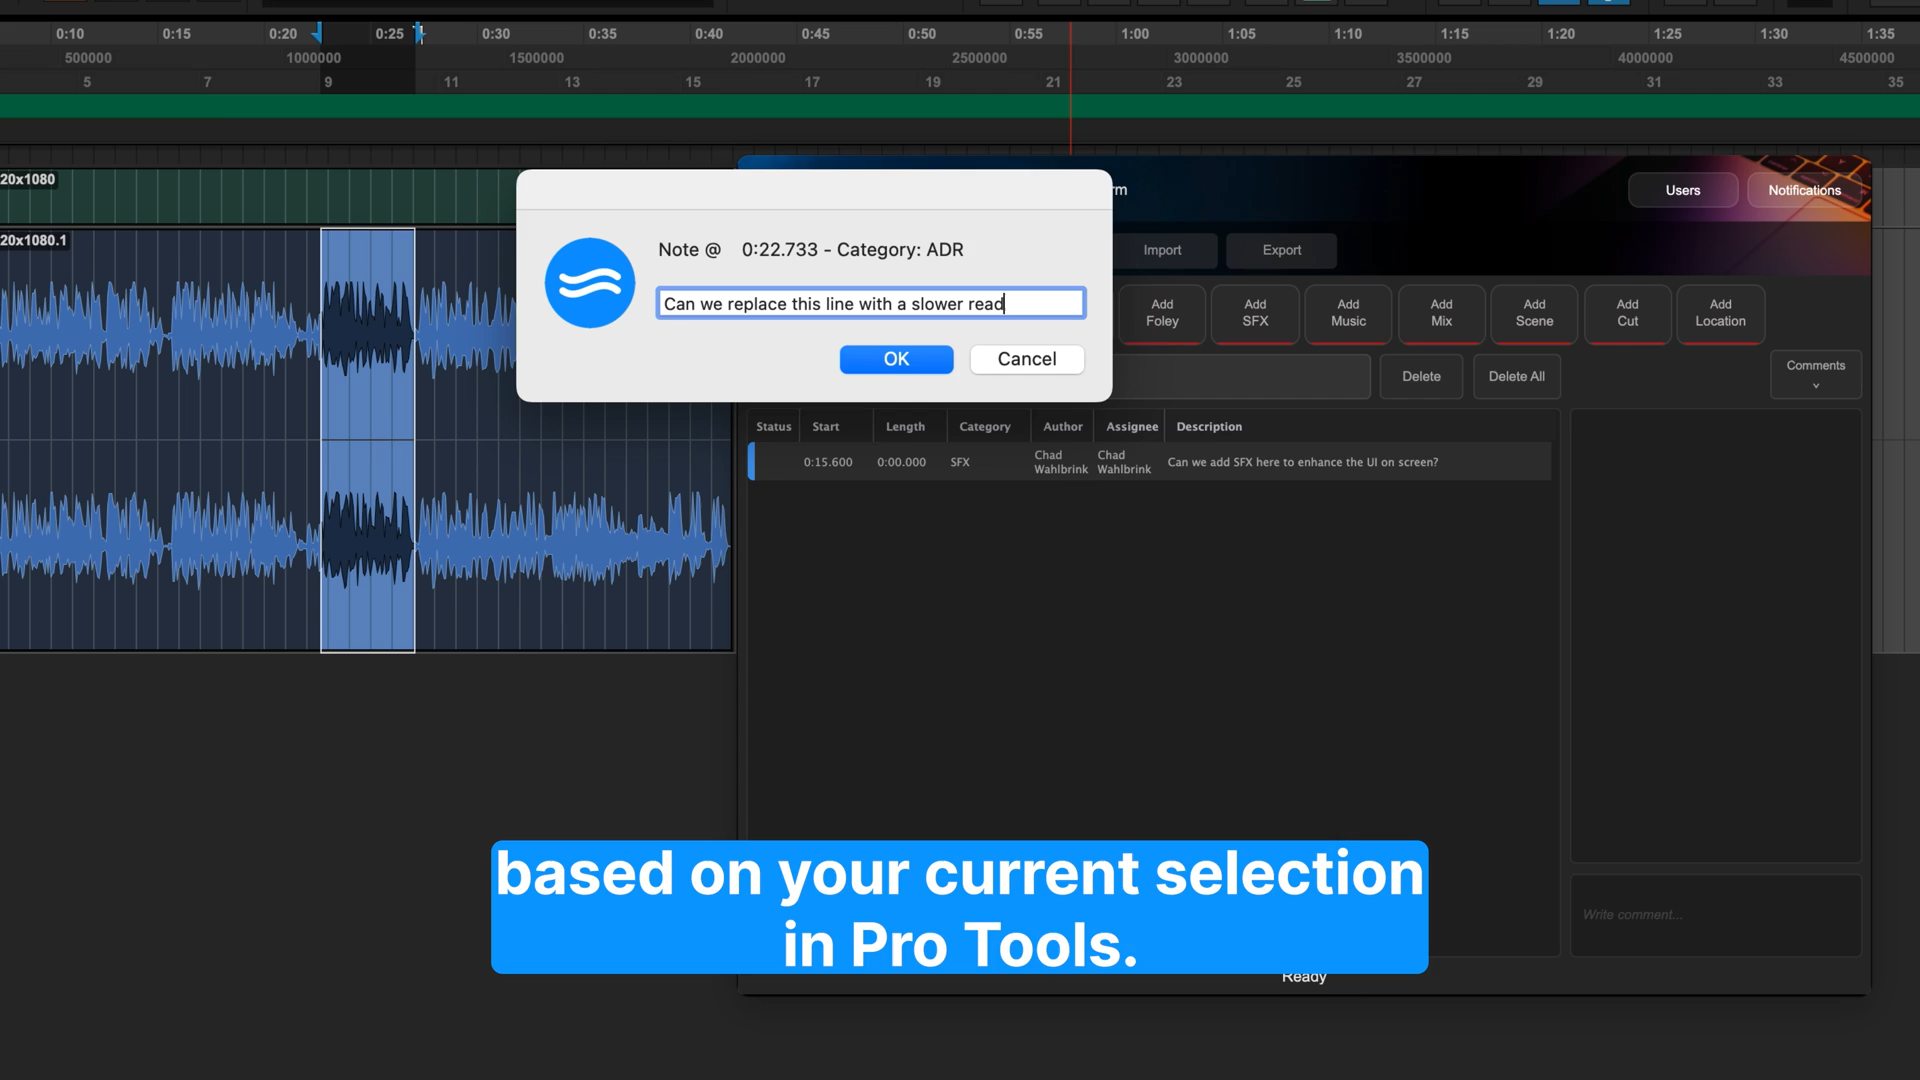 0:10 0:15 0:20 0:25 0:30 0:35 0:40 0:45 0:50 0:55 1:00 1:05 1:10 1:15 1:20 1:25 1:30 1:35
500000 1000000 1500000 2000000 2500000 3000000 3500000 4000000 4500000
5 7 9 11 13 15 17 19 21 23 25 27 29 31 33 35
20x1080
rm
Users
Notifications
20x1080.1
Note @ 0:22.733 - Category: ADR
Import
Export
Can we replace this line with a slower read
Add
Foley
Add
SFX
Add
Music
Add
Mix
Add
Scene
Add
Cut
Add
Location
OK
Cancel
Delete
Delete All
Comments
Status Start Length Category Author Assignee Description
0:15.600 0:00.000 SFX Chad Wahlbrink Chad Wahlbrink Can we add SFX here to enhance the UI on screen?
based on your current selection
in Pro Tools.
Write comment...
Ready